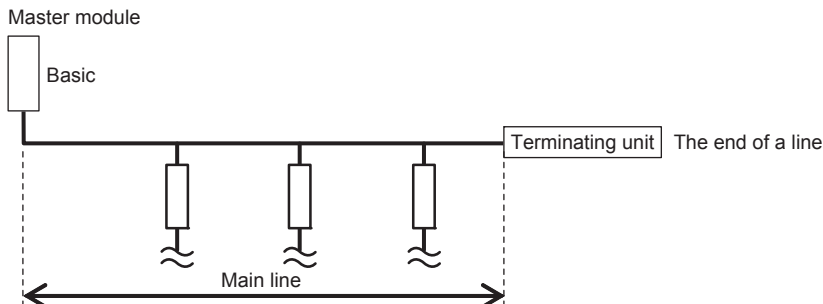 Master module
Basic
Terminating unit The end of a line
Main line